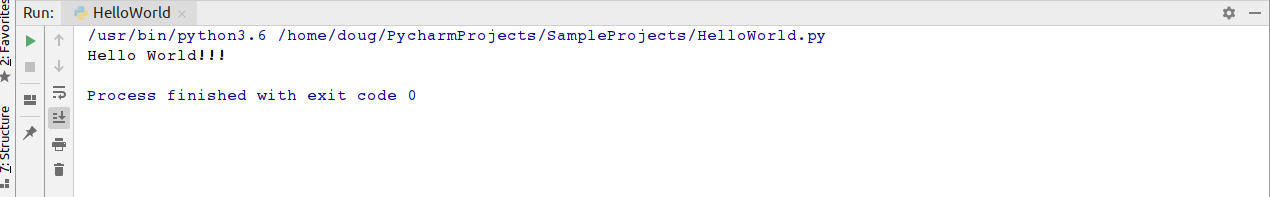 Run: HelloWorld
/usr/bin/python3.6 /home/doug/PycharmProjects/SampleProjects/HelloWorld.py
Hello World!!!
Process finished with exit code 0
2: Favorites
7: Structure